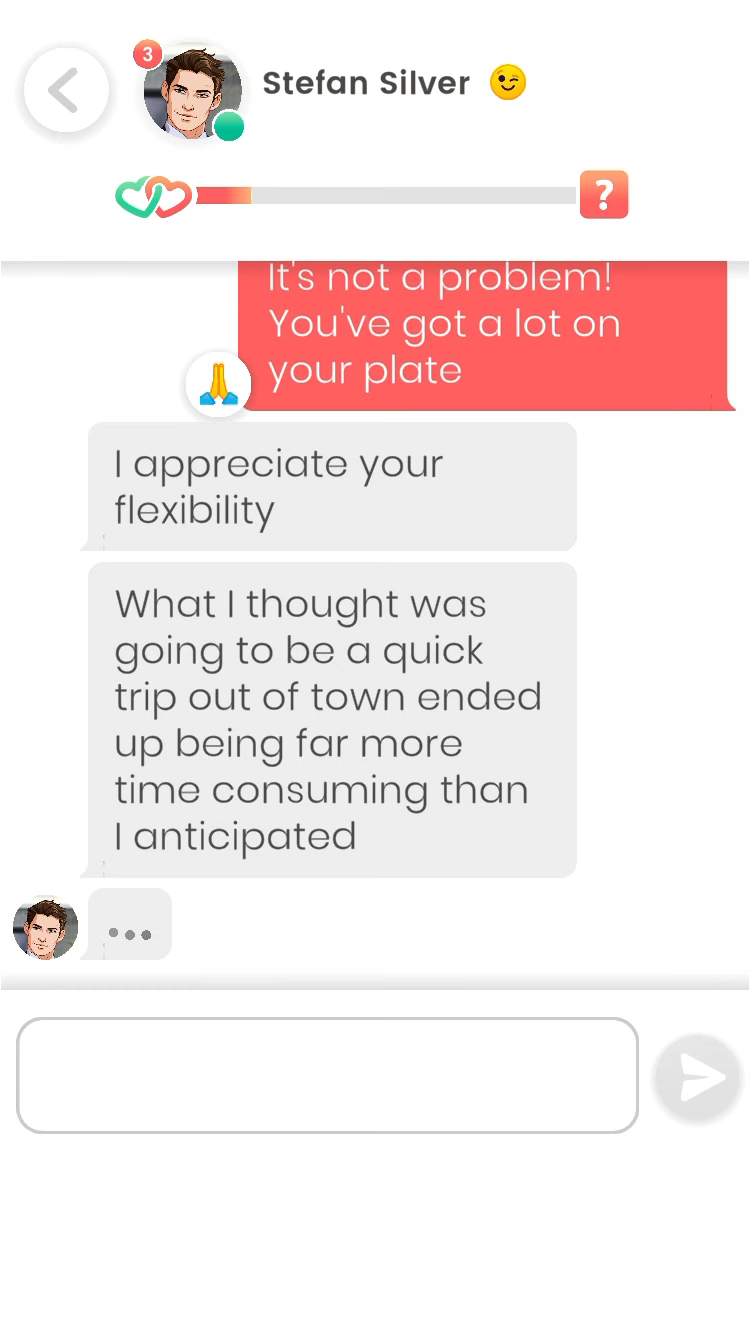 3
Stefan Silver 😉
?
It's not a problem!
You've got a lot on
your plate
I appreciate your
flexibility
What I thought was
going to be a quick
trip out of town ended
up being far more
time consuming than
I anticipated
...